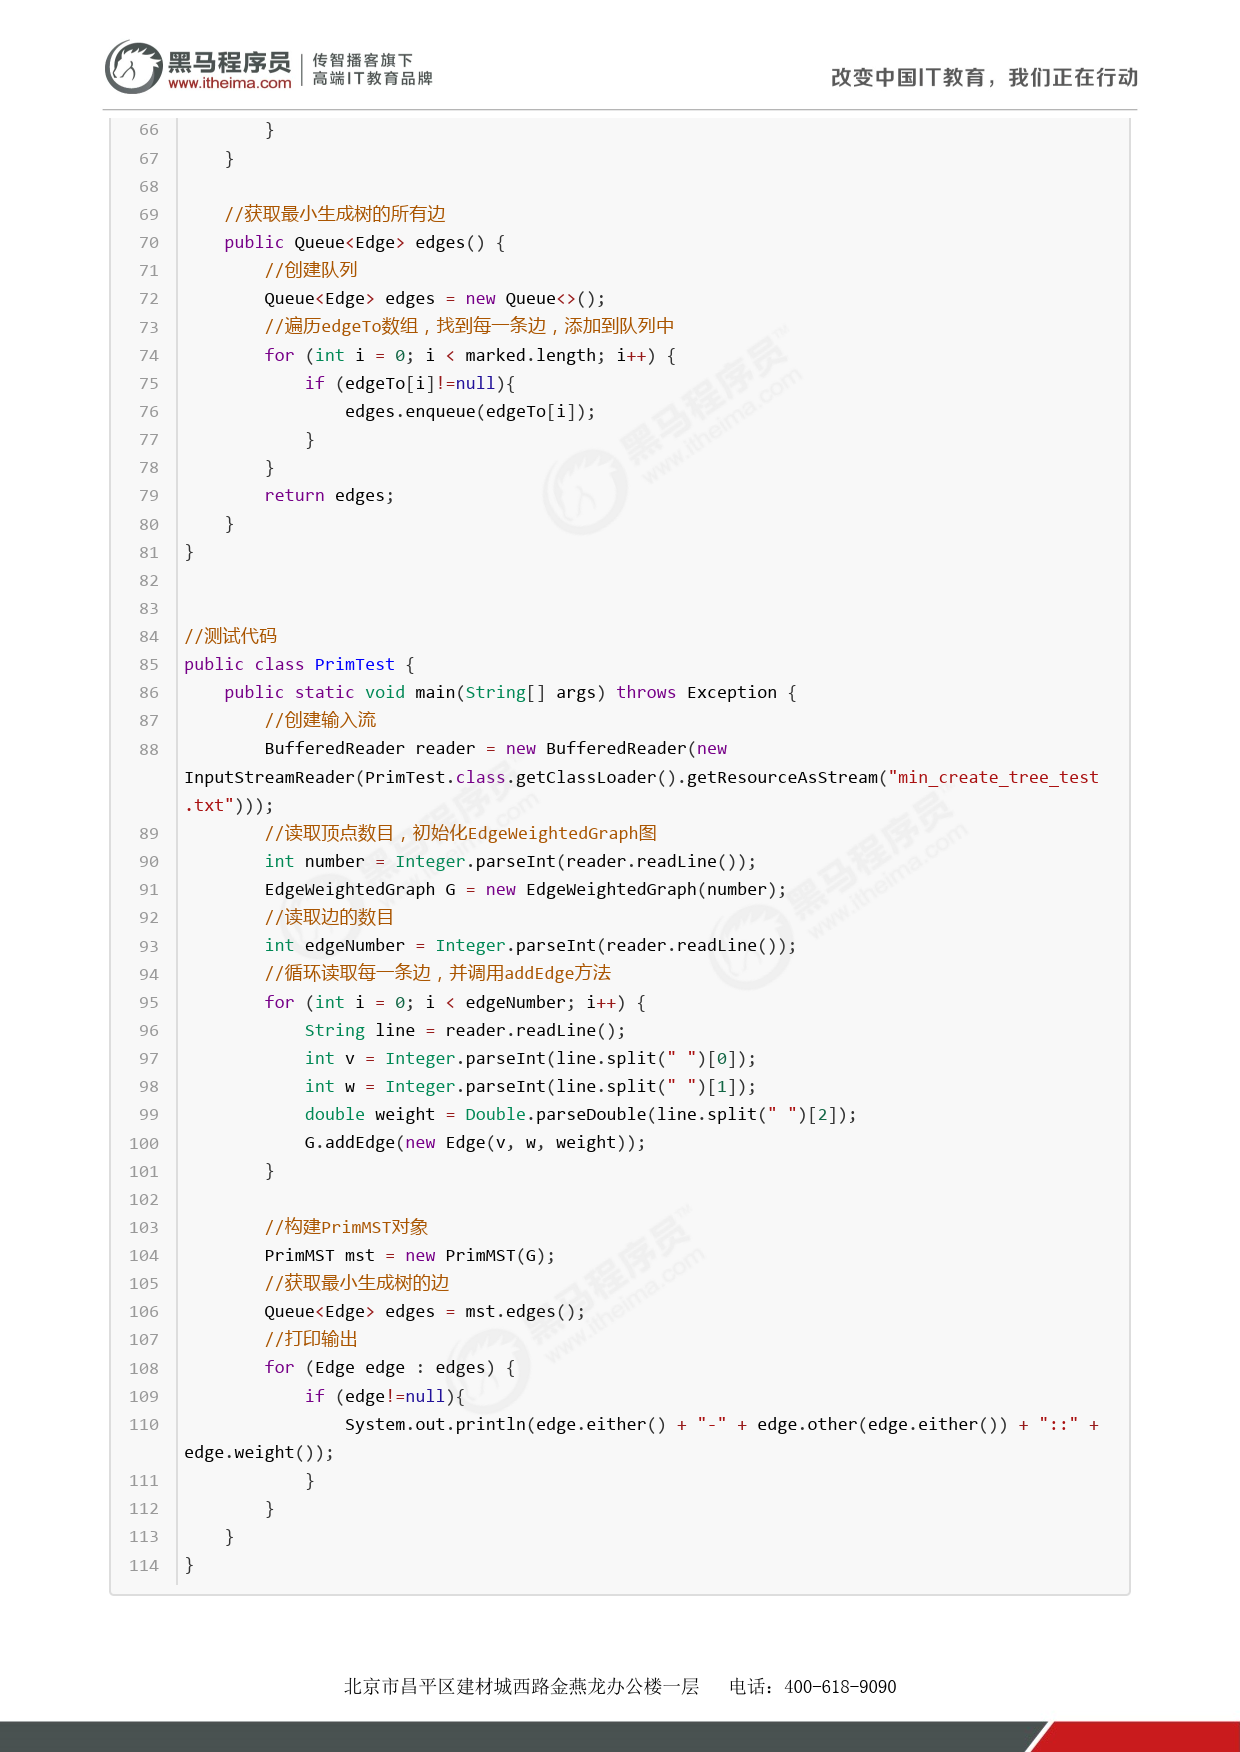 黑马程序员
www.itheima.com
传智播客旗下
高端IT教育品牌
改变中国IT教育，我们正在行动
66         }
67     }
68
69     //获取最小生成树的所有边
70     public Queue<Edge> edges() {
71         //创建队列
72         Queue<Edge> edges = new Queue<>();
73         //遍历edgeTo数组，找到每一条边，添加到队列中
74         for (int i = 0; i < marked.length; i++) {
75             if (edgeTo[i]!=null){
76                 edges.enqueue(edgeTo[i]);
77             }
78         }
79         return edges;
80     }
81 }
82
83
84 //测试代码
85 public class PrimTest {
86     public static void main(String[] args) throws Exception {
87         //创建输入流
88         BufferedReader reader = new BufferedReader(new
InputStreamReader(PrimTest.class.getClassLoader().getResourceAsStream("min_create_tree_test
.txt")));
89         //读取顶点数目，初始化EdgeWeightedGraph图
90         int number = Integer.parseInt(reader.readLine());
91         EdgeWeightedGraph G = new EdgeWeightedGraph(number);
92         //读取边的数目
93         int edgeNumber = Integer.parseInt(reader.readLine());
94         //循环读取每一条边，并调用addEdge方法
95         for (int i = 0; i < edgeNumber; i++) {
96             String line = reader.readLine();
97             int v = Integer.parseInt(line.split(" ")[0]);
98             int w = Integer.parseInt(line.split(" ")[1]);
99             double weight = Double.parseDouble(line.split(" ")[2]);
100             G.addEdge(new Edge(v, w, weight));
101         }
102
103         //构建PrimMST对象
104         PrimMST mst = new PrimMST(G);
105         //获取最小生成树的边
106         Queue<Edge> edges = mst.edges();
107         //打印输出
108         for (Edge edge : edges) {
109             if (edge!=null){
110                 System.out.println(edge.either() + "-" + edge.other(edge.either()) + "::" +
edge.weight());
111             }
112         }
113     }
114 }
北京市昌平区建材城西路金燕龙办公楼一层 电话：400-618-9090